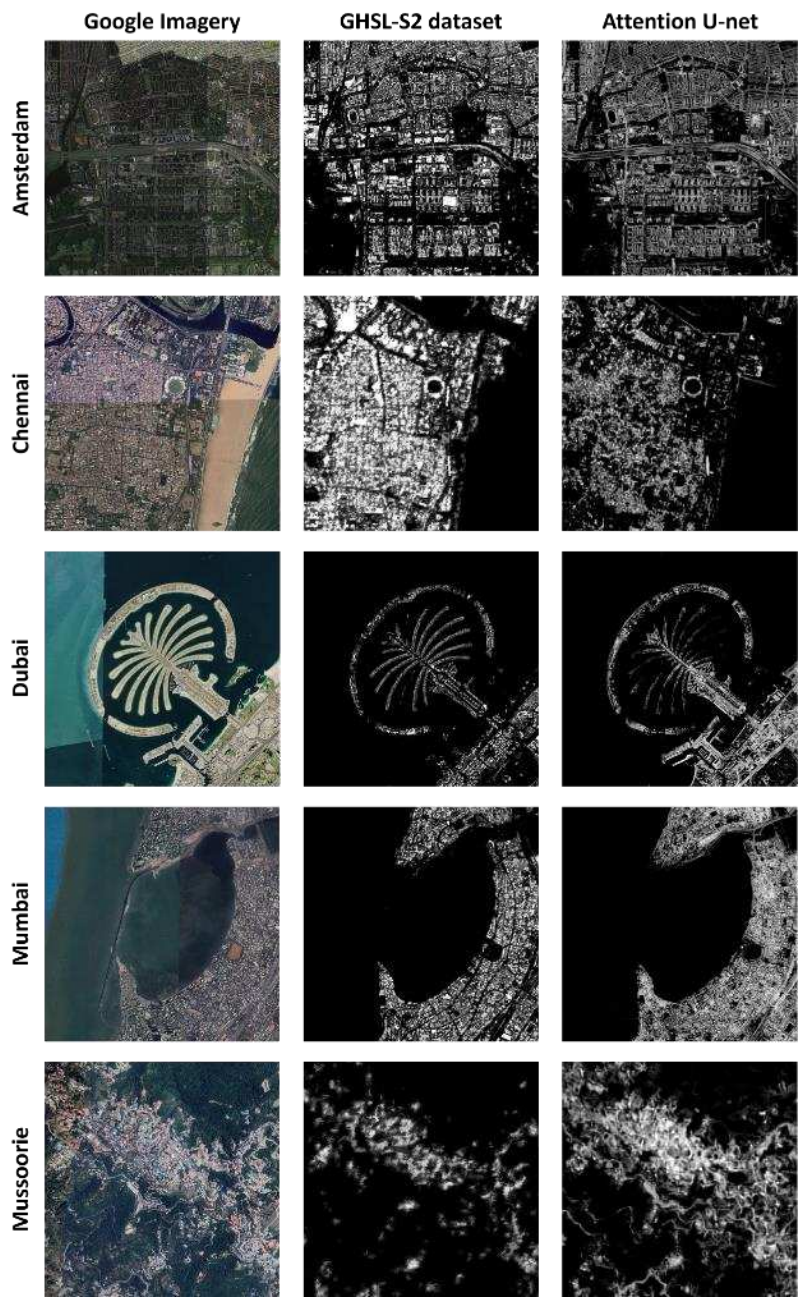 Google Imagery GHSL-S2 dataset Attention U-net
Amsterdam
Chennai
Dubai
Mumbai
Mussoorie